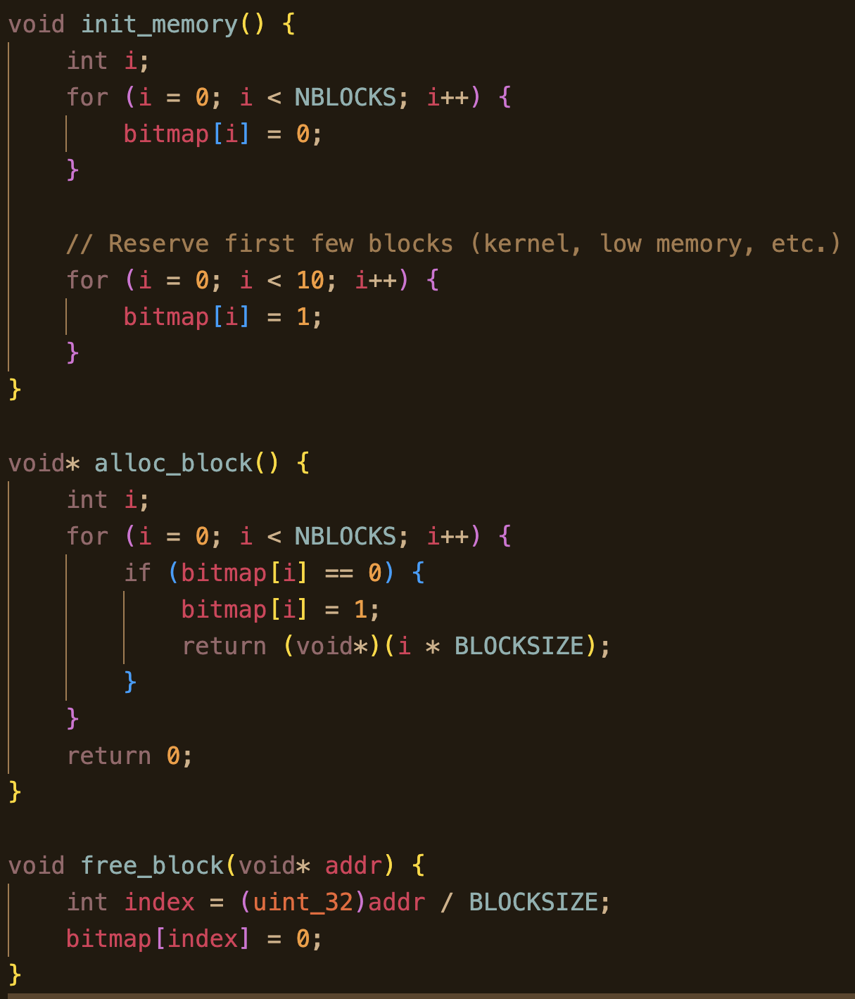 void init_memory() {
    int i;
    for (i = 0; i < NBLOCKS; i++) {
        bitmap[i] = 0;
    }

    // Reserve first few blocks (kernel, low memory, etc.)
    for (i = 0; i < 10; i++) {
        bitmap[i] = 1;
    }
}

void* alloc_block() {
    int i;
    for (i = 0; i < NBLOCKS; i++) {
        if (bitmap[i] == 0) {
            bitmap[i] = 1;
            return (void*)(i * BLOCKSIZE);
        }
    }
    return 0;
}

void free_block(void* addr) {
    int index = (uint_32)addr / BLOCKSIZE;
    bitmap[index] = 0;
}